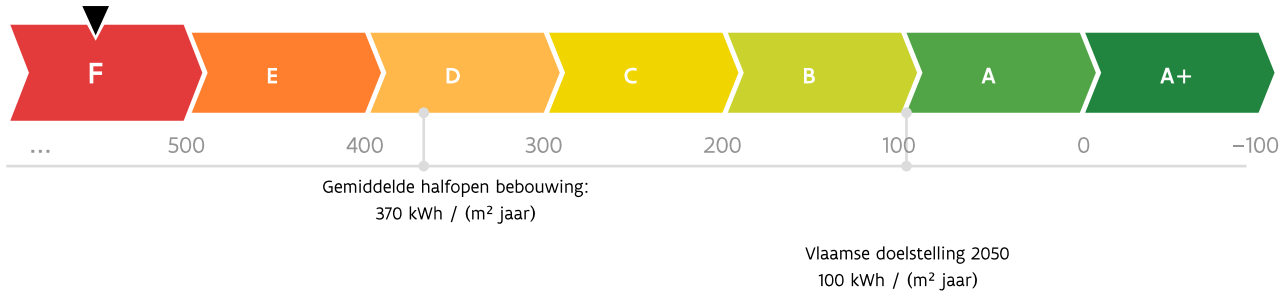 F E D C B A A+
... 500 400 300 200 100 0 −100
Gemiddelde halfopen bebouwing:
370 kWh / (m² jaar)
Vlaamse doelstelling 2050
100 kWh / (m² jaar)